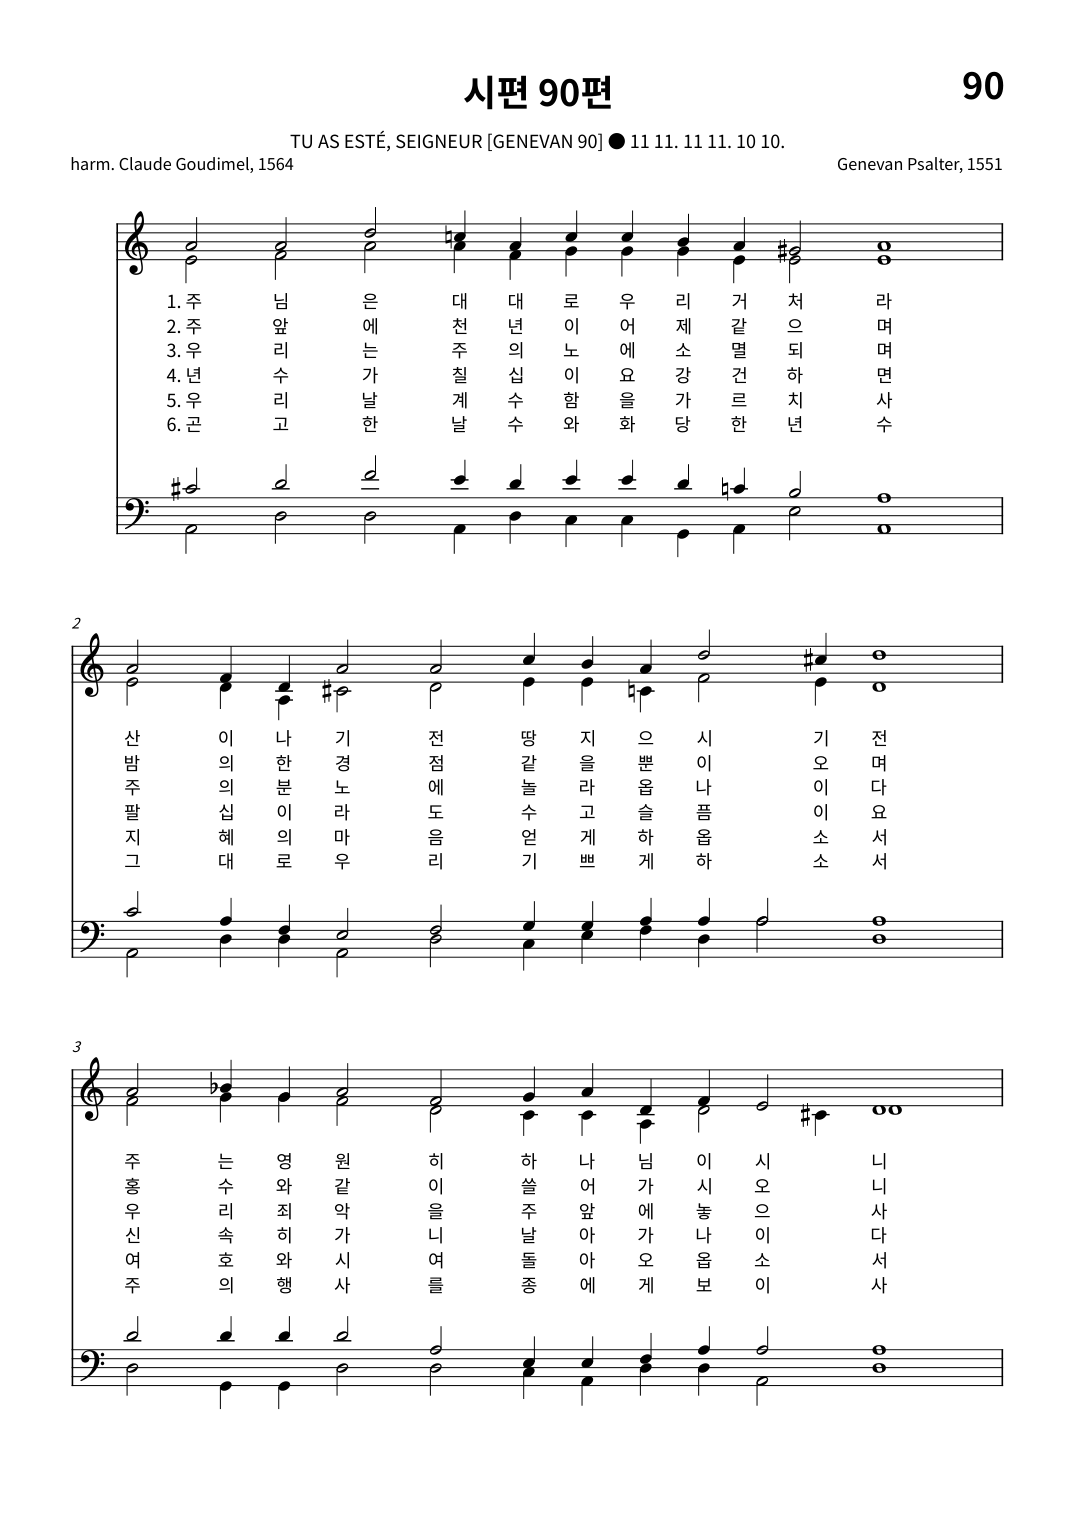 시편 90편
90
TU AS ESTÉ, SEIGNEUR [GENEVAN 90] ● 11 11. 11 11. 10 10.
harm. Claude Goudimel, 1564
Genevan Psalter, 1551
1. 주 님 은 대 대 로 우 리 거 처 라
2. 주 앞 에 천 년 이 어 제 같 으 며
3. 우 리 는 주 의 노 에 소 멸 되 며
4. 년 수 가 칠 십 이 요 강 건 하 면
5. 우 리 날 계 수 함 을 가 르 치 사
6. 곤 고 한 날 수 와 화 당 한 년 수
2
산 이 나 기 전 땅 지 으 시 기 전
밤 의 한 경 점 같 을 뿐 이 오 며
주 의 분 노 에 놀 라 옵 나 이 다
팔 십 이 라 도 수 고 슬 픔 이 요
지 혜 의 마 음 얻 게 하 옵 소 서
그 대 로 우 리 기 쁘 게 하 소 서
3
주 는 영 원 히 하 나 님 이 시 니
홍 수 와 같 이 쓸 어 가 시 오 니
우 리 죄 악 을 주 앞 에 놓 으 사
신 속 히 가 니 날 아 가 나 이 다
여 호 와 시 여 돌 아 오 옵 소 서
주 의 행 사 를 종 에 게 보 이 사